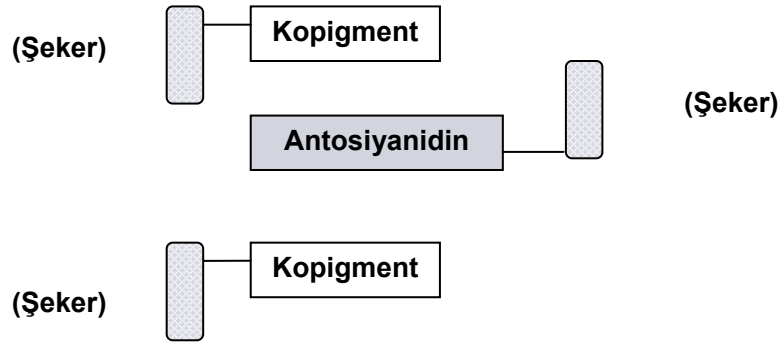 (Şeker)
Kopigment
(Şeker)
Antosiyanidin
(Şeker)
Kopigment